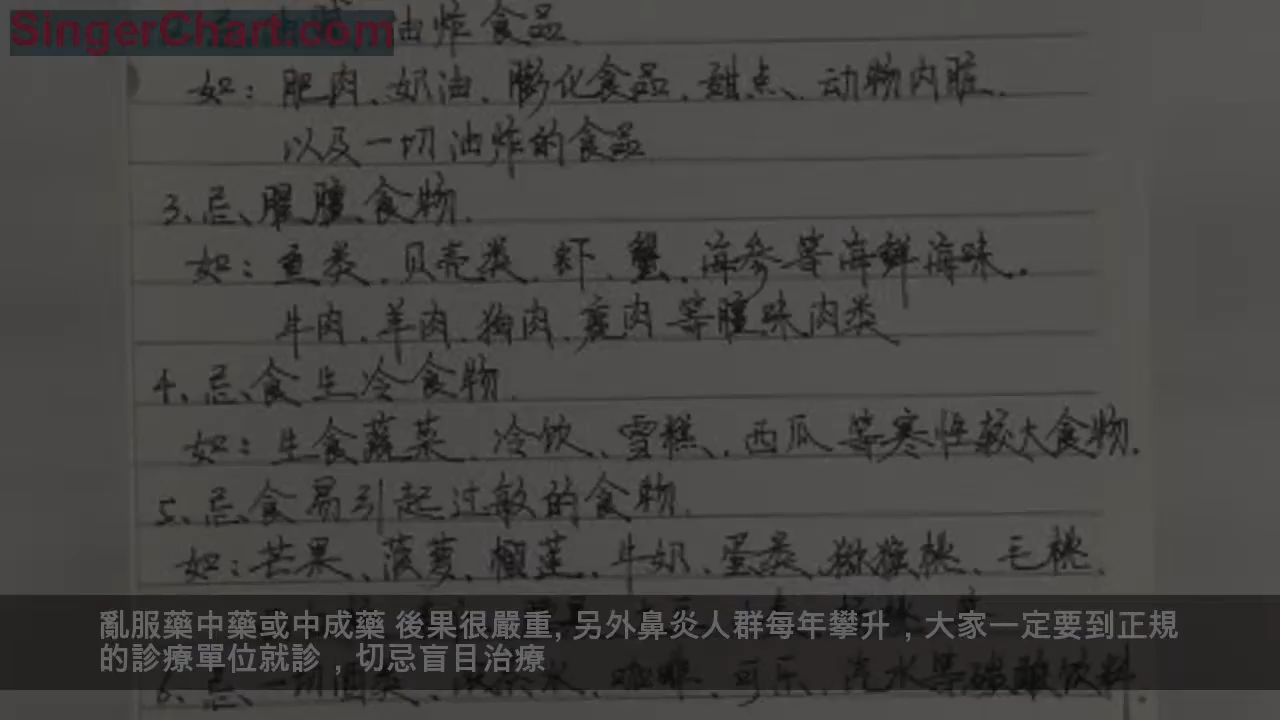 SingerChart.com
油炸食品.
如：肥肉、奶油、膨化食品、甜点、动物内脏.
以及一切油炸的食品
3、忌、腥膻、食物.
如：鱼类、贝壳类、虾、蟹、海参等海鲜海味.
牛肉、羊肉、狗肉、鹿肉等膻味肉类
4、忌、食生冷食物.
如：生食蔬菜、冷饮、雪糕、西瓜等寒性较大食物.
5、忌、食易引起过敏的食物.
如：芒果、菠萝、榴莲、牛奶、蛋类、猕猴桃、毛桃.
亂服藥中藥或中成藥 後果很嚴重, 另外鼻炎人群每年攀升，大家一定要到正規
的診療單位就診，切忌盲目治療
6、忌、一切酒类、浓茶水、咖啡、可乐、汽水等碳酸饮料.